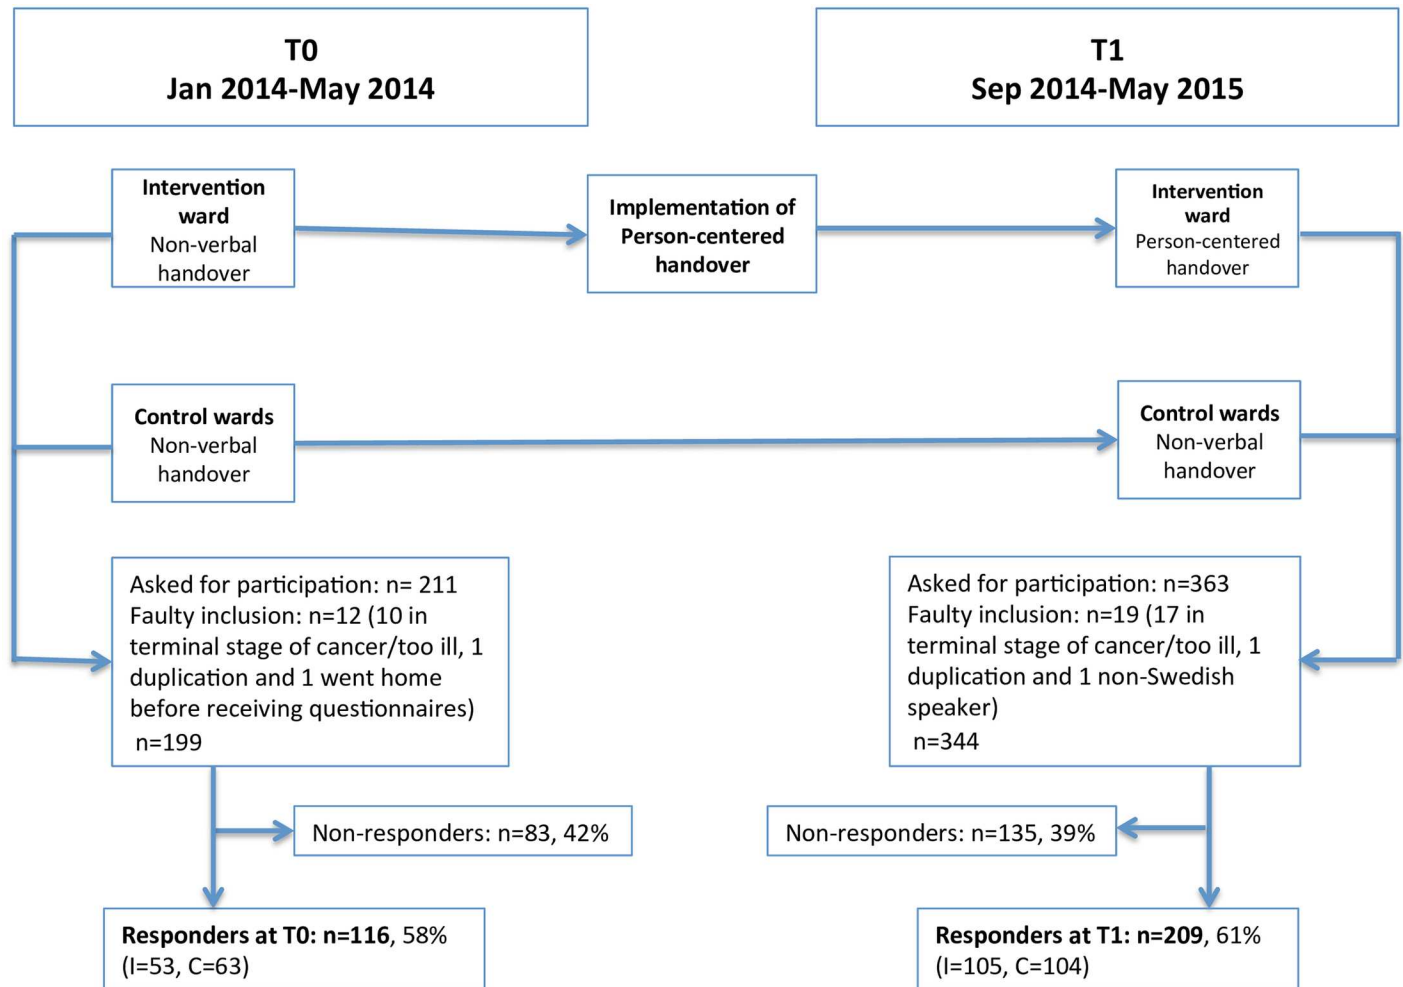 T0
Jan 2014-May 2014
T1
Sep 2014-May 2015
Intervention
ward
Non-verbal
handover
Implementation of
Person-centered
handover
Intervention
ward
Person-centered
handover
Control wards
Non-verbal
handover
Control wards
Non-verbal
handover
Asked for participation: n= 211
Faulty inclusion: n=12 (10 in
terminal stage of cancer/too ill, 1
duplication and 1 went home
before receiving questionnaires)
n=199
Asked for participation: n=363
Faulty inclusion: n=19 (17 in
terminal stage of cancer/too ill, 1
duplication and 1 non-Swedish
speaker)
n=344
Non-responders: n=83, 42%
Non-responders: n=135, 39%
Responders at T0: n=116, 58%
(I=53, C=63)
Responders at T1: n=209, 61%
(I=105, C=104)